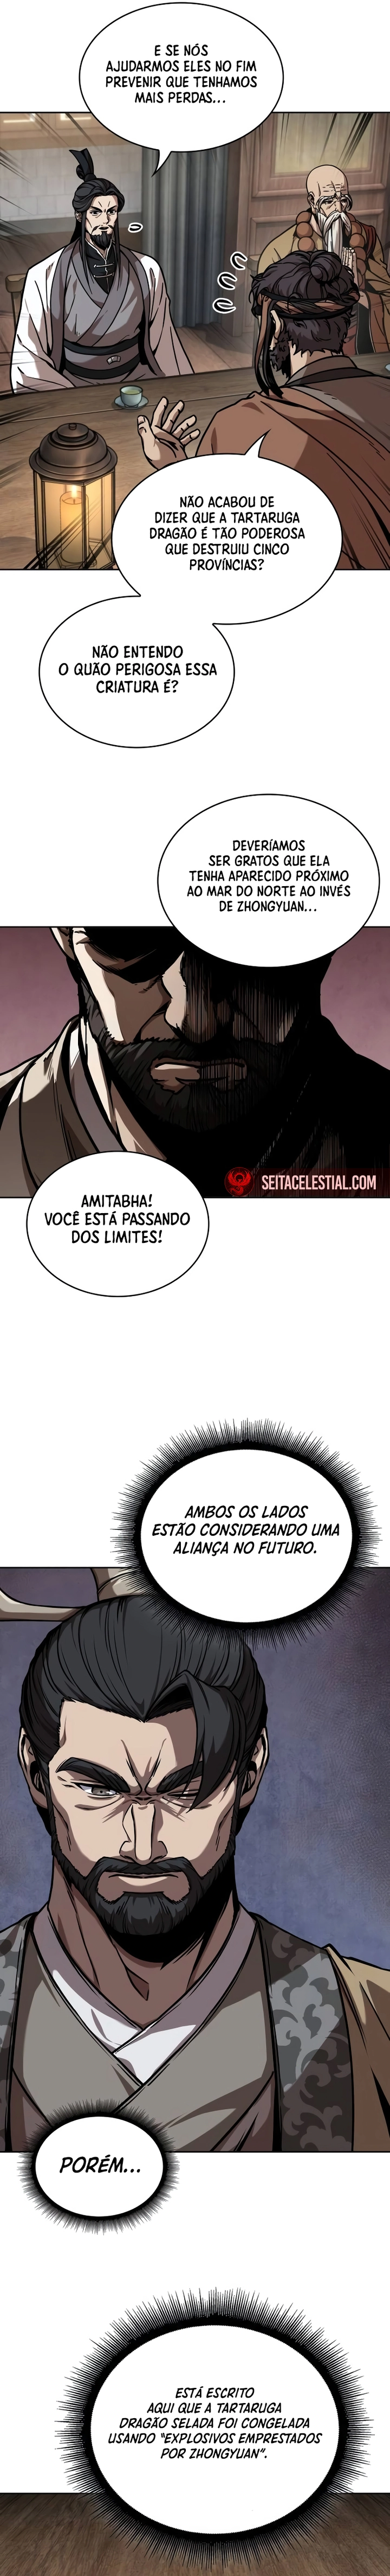 E SE NÓS
AJUDARMOS ELES NO FIM
PREVENIR QUE TENHAMOS
MAIS PERDAS...
NÃO ACABOU DE
DIZER QUE A TARTARUGA
DRAGÃO É TÃO PODEROSA
QUE DESTRUIU CINCO
PROVÍNCIAS?
NÃO ENTENDO
O QUÃO PERIGOSA ESSA
CRIATURA É?
DEVERÍAMOS
SER GRATOS QUE ELA
TENHA APARECIDO PRÓXIMO
AO MAR DO NORTE AO INVÉS
DE ZHONGYUAN...
SEITACELESTIAL.COM
AMITABHA!
VOCÊ ESTÁ PASSANDO
DOS LIMITES!
AMBOS OS LADOS
ESTÃO CONSIDERANDO UMA
ALIANÇA NO FUTURO.
PORÉM...
ESTÁ ESCRITO
AQUI QUE A TARTARUGA
DRAGÃO SELADA FOI CONGELADA
USANDO "EXPLOSIVOS EMPRESTADOS
POR ZHONGYUAN".